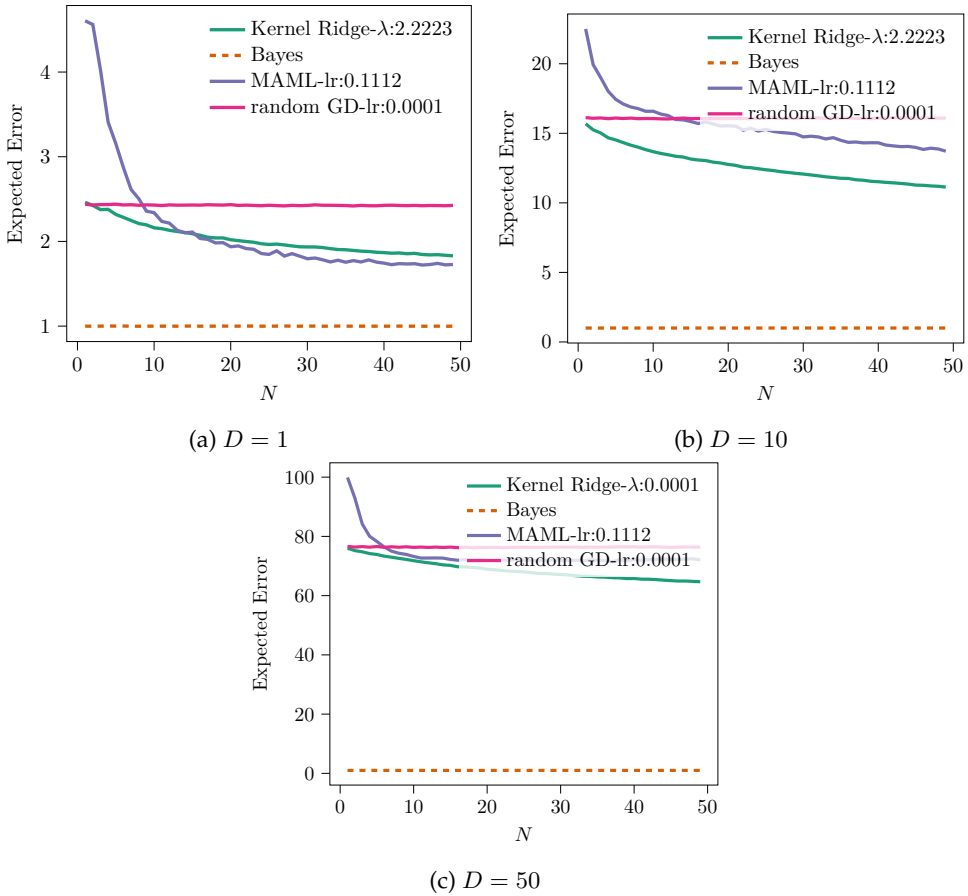 Kernel Ridge-λ:2.2223
Bayes
MAML-lr:0.1112
random GD-lr:0.0001
Expected Error
4
3
2
1
0 10 20 30 40 50
N
(a) D = 1
Kernel Ridge-λ:2.2223
Bayes
MAML-lr:0.1112
random GD-lr:0.0001
Expected Error
20
15
10
5
0
0 10 20 30 40 50
N
(b) D = 10
Kernel Ridge-λ:0.0001
Bayes
MAML-lr:0.1112
random GD-lr:0.0001
Expected Error
100
80
60
40
20
0
0 10 20 30 40 50
N
(c) D = 50